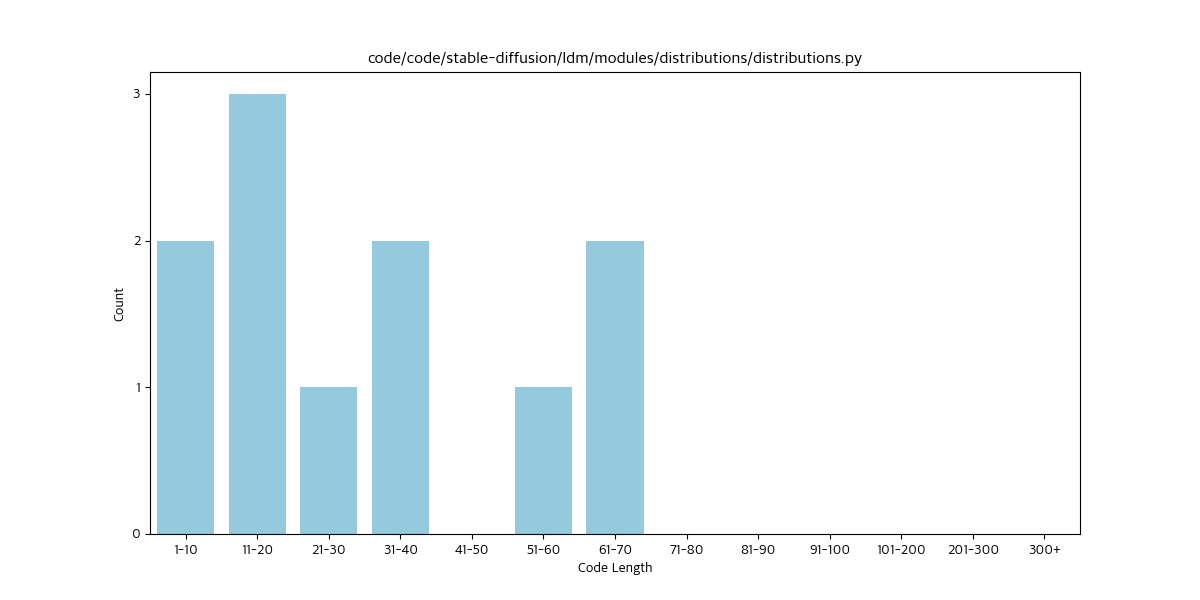 code/code/stable-diffusion/ldm/modules/distributions/distributions.py
3
2
1
0
Count
1-10 11-20 21-30 31-40 41-50 51-60 61-70 71-80 81-90 91-100 101-200 201-300 300+
Code Length